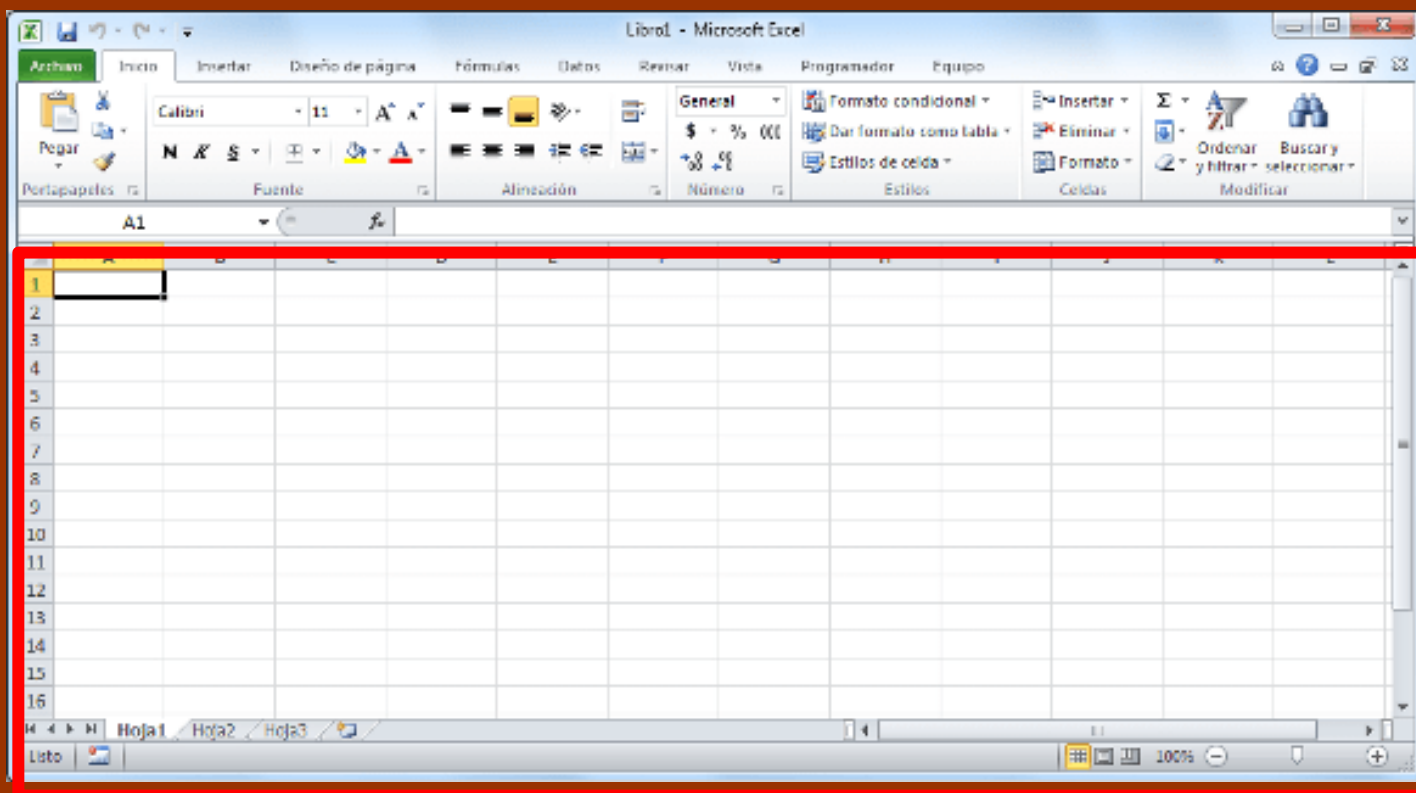 Libro1 - Microsoft Excel
Archivo Inicio Insertar Diseño de página Fórmulas Datos Revisar Vista Programador Equipo
Calibri 11 General Formato condicional Insertar Σ
$ % 000 Dar formato como tabla Eliminar
Pegar N K S A Estilos de celda Formato Ordenar y filtrar Buscar y seleccionar
Portapapeles Fuente Alineación Número Estilos Celdas Modificar
A1 fx
1
2
3
4
5
6
7
8
9
10
11
12
13
14
15
16
Hoja1 Hoja2 Hoja3
Listo 100%